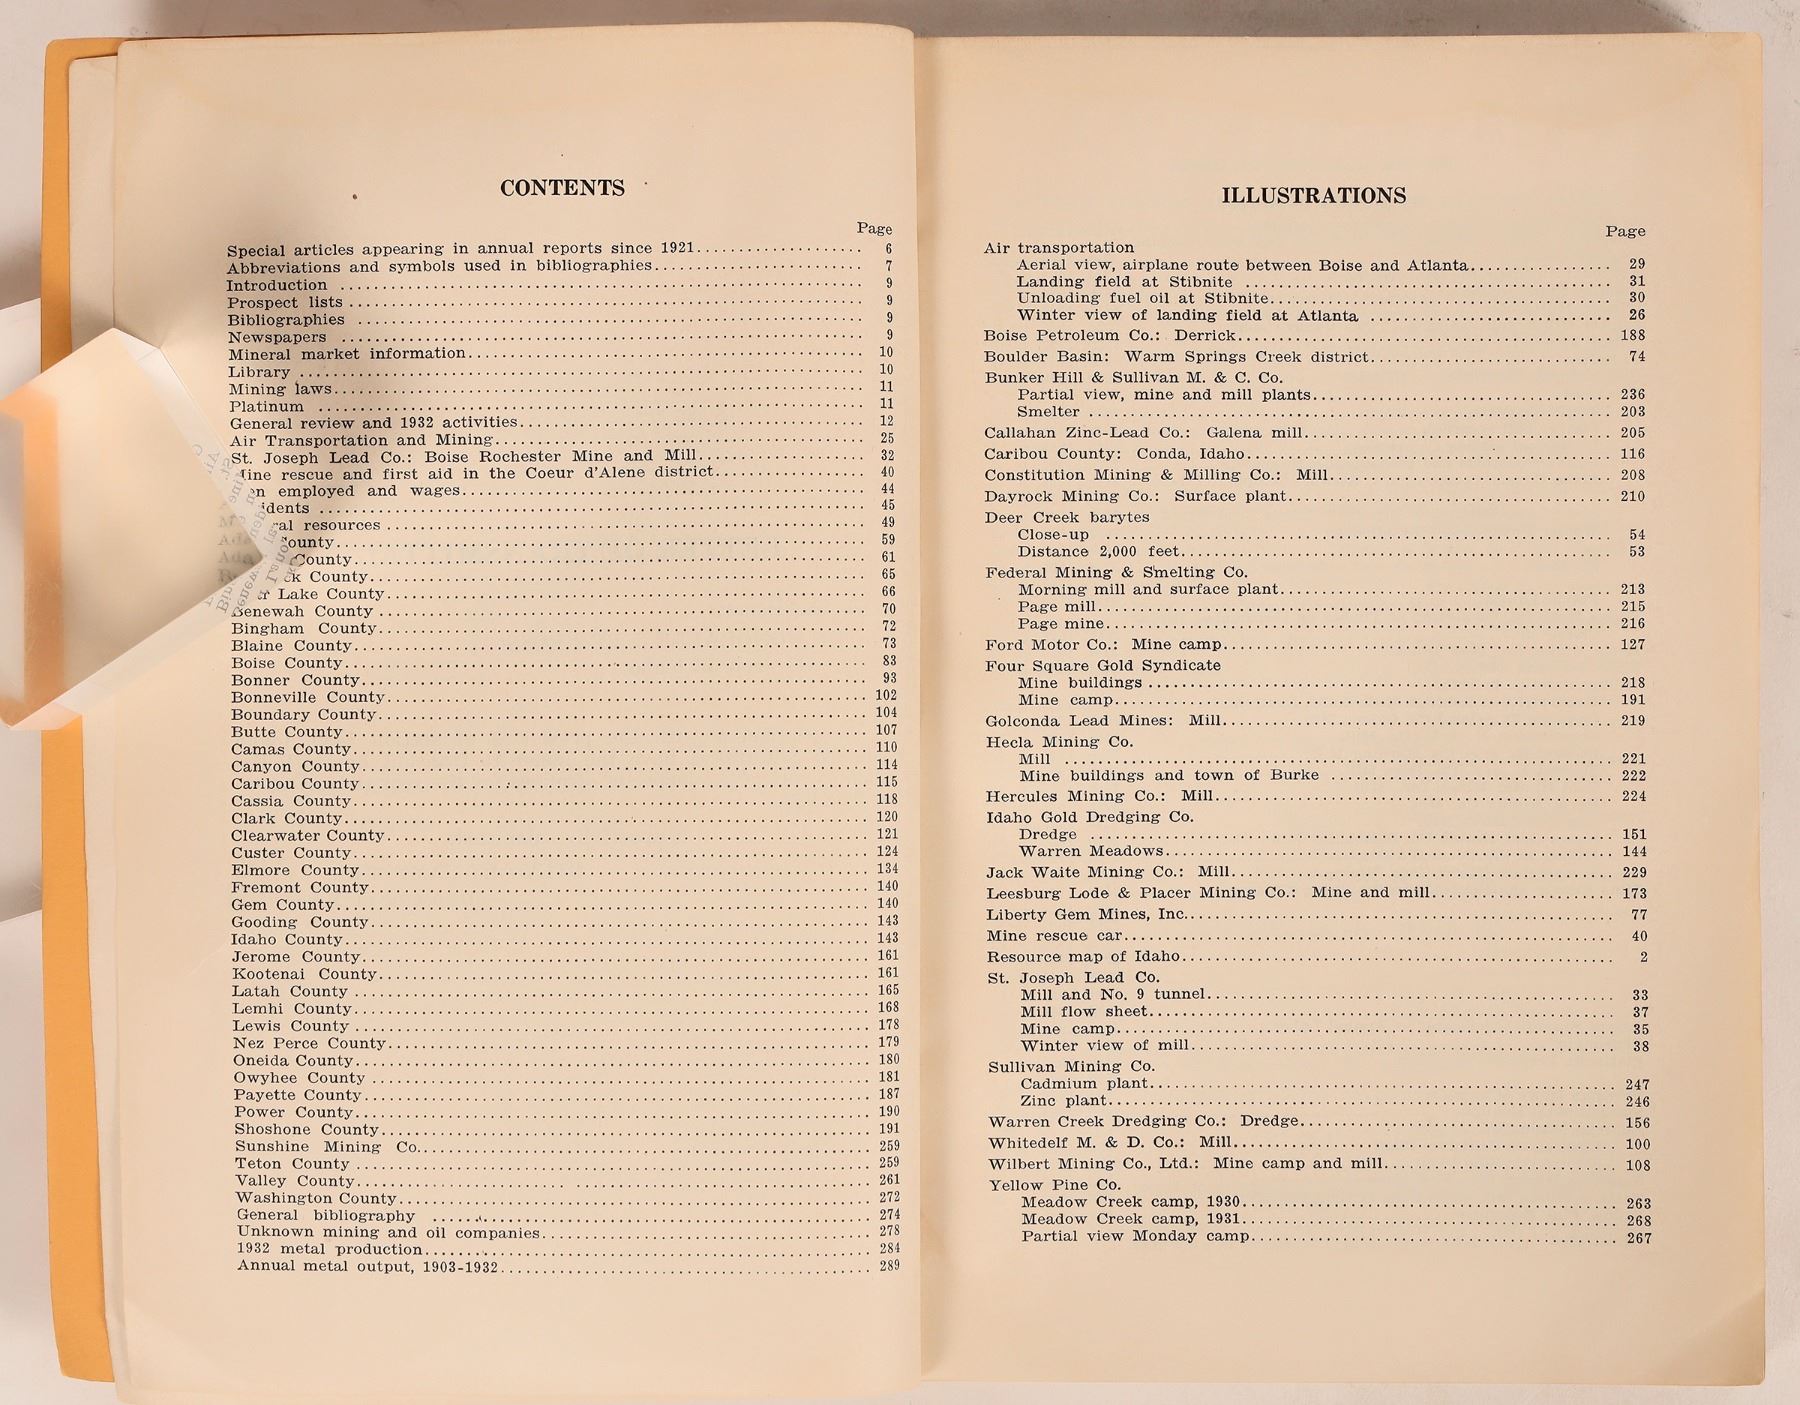 CONTENTS
Page
Special articles appearing in annual reports since 1921 6
Abbreviations and symbols used in bibliographies 7
Introduction 9
Prospect lists 9
Bibliographies 9
Newspapers 9
Mineral market information 10
Library 10
Mining laws 11
Platinum 11
General review and 1932 activities 12
Air Transportation and Mining 25
St. Joseph Lead Co.: Boise Rochester Mine and Mill 32
Mine rescue and first aid in the Coeur d'Alene district 40
employed and wages 44
45
resources 49
County 59
County 61
County 65
Lake County 66
Benewah County 70
Bingham County 72
Blaine County 73
Boise County 83
Bonner County 93
Bonneville County 102
Boundary County 104
Butte County 107
Camas County 110
Canyon County 114
Caribou County 115
Cassia County 118
Clark County 120
Clearwater County 121
Custer County 124
Elmore County 134
Fremont County 140
Gem County 140
Gooding County 143
Idaho County 143
Jerome County 161
Kootenai County 161
Latah County 165
Lemhi County 168
Lewis County 178
Nez Perce County 179
Oneida County 180
Owyhee County 181
Payette County 187
Power County 190
Shoshone County 191
Sunshine Mining Co. 259
Teton County 259
Valley County 261
Washington County 272
General bibliography 274
Unknown mining and oil companies 278
1932 metal production 284
Annual metal output, 1903-1932 289
ILLUSTRATIONS
Page
Air transportation
Aerial view, airplane route between Boise and Atlanta 29
Landing field at Stibnite 31
Unloading fuel oil at Stibnite 30
Winter view of landing field at Atlanta 26
Boise Petroleum Co.: Derrick 188
Boulder Basin: Warm Springs Creek district 74
Bunker Hill & Sullivan M. & C. Co.
Partial view, mine and mill plants 236
Smelter 203
Callahan Zinc-Lead Co.: Galena mill 205
Caribou County: Conda, Idaho 116
Constitution Mining & Milling Co.: Mill 208
Dayrock Mining Co.: Surface plant 210
Deer Creek barytes
Close-up 54
Distance 2,000 feet 53
Federal Mining & Smelting Co.
Morning mill and surface plant 213
Page mill 215
Page mine 216
Ford Motor Co.: Mine camp 127
Four Square Gold Syndicate
Mine buildings 218
Mine camp 191
Golconda Lead Mines: Mill 219
Hecla Mining Co.
Mill 221
Mine buildings and town of Burke 222
Hercules Mining Co.: Mill 224
Idaho Gold Dredging Co.
Dredge 151
Warren Meadows 144
Jack Waite Mining Co.: Mill 229
Leesburg Lode & Placer Mining Co.: Mine and mill 173
Liberty Gem Mines, Inc. 77
Mine rescue car 40
Resource map of Idaho 2
St. Joseph Lead Co.
Mill and No. 9 tunnel 33
Mill flow sheet 37
Mine camp 35
Winter view of mill 38
Sullivan Mining Co.
Cadmium plant 247
Zinc plant 246
Warren Creek Dredging Co.: Dredge 156
Whitedelf M. & D. Co.: Mill 100
Wilbert Mining Co., Ltd.: Mine camp and mill 108
Yellow Pine Co.
Meadow Creek camp, 1930 263
Meadow Creek camp, 1931 268
Partial view Monday camp 267